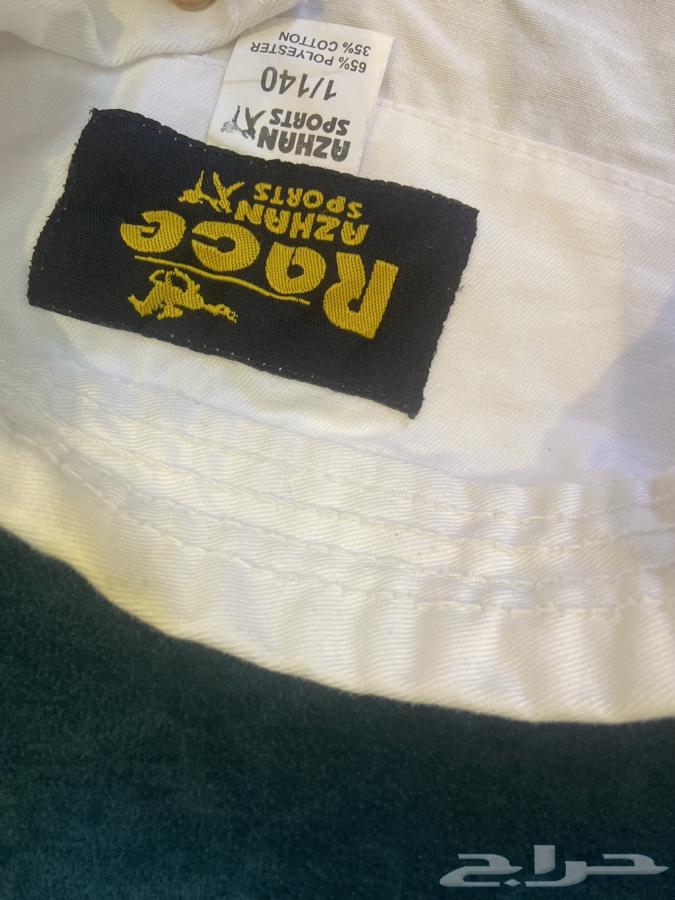 Race
AZHAN
SPORTS
AZHAN
SPORTS
1/140
65% POLYESTER
35% COTTON
حراج